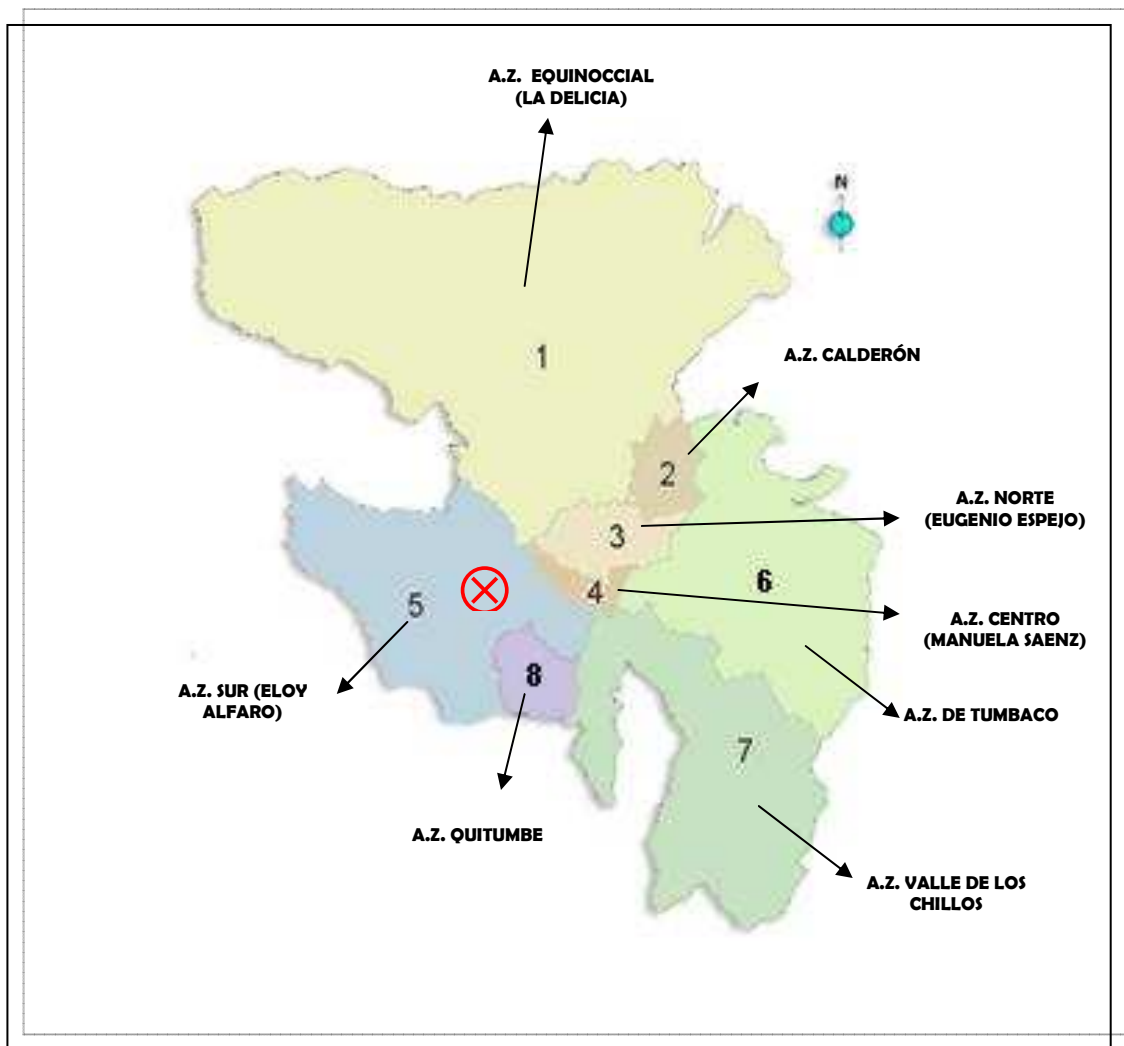 A.Z. EQUINOCCIAL
(LA DELICIA)
N
A.Z. CALDERÓN
1
2
A.Z. NORTE
(EUGENIO ESPEJO)
3
6
4
5
A.Z. CENTRO
(MANUELA SAENZ)
8
A.Z. SUR (ELOY
ALFARO)
A.Z. DE TUMBACO
7
A.Z. QUITUMBE
A.Z. VALLE DE LOS
CHILLOS